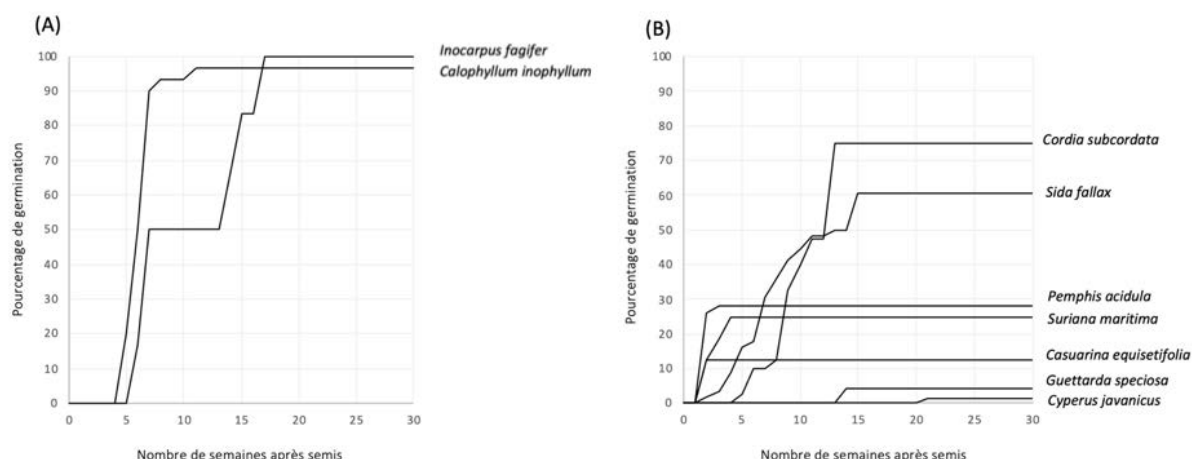 (A)
Inocarpus fagifer
Calophyllum inophyllum
Pourcentage de germination
100
90
80
70
60
50
40
30
20
10
0
0 5 10 15 20 25 30
Nombre de semaines après semis
(B)
Cordia subcordata
Sida fallax
Pemphis acidula
Suriana maritima
Casuarina equisetifolia
Guettarda speciosa
Cyperus javanicus
Pourcentage de germination
100
90
80
70
60
50
40
30
20
10
0
0 5 10 15 20 25 30
Nombre de semaines après semis